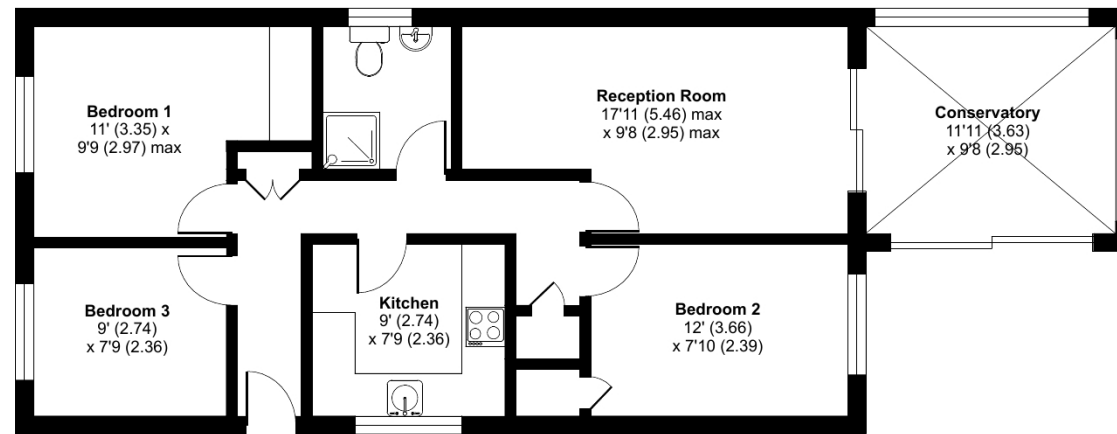 Bedroom 1
11' (3.35) x
9'9 (2.97) max
Reception Room
17'11 (5.46) max
x 9'8 (2.95) max
Conservatory
11'11 (3.63)
x 9'8 (2.95)
Bedroom 3
9' (2.74)
x 7'9 (2.36)
Kitchen
9' (2.74)
x 7'9 (2.36)
Bedroom 2
12' (3.66)
x 7'10 (2.39)